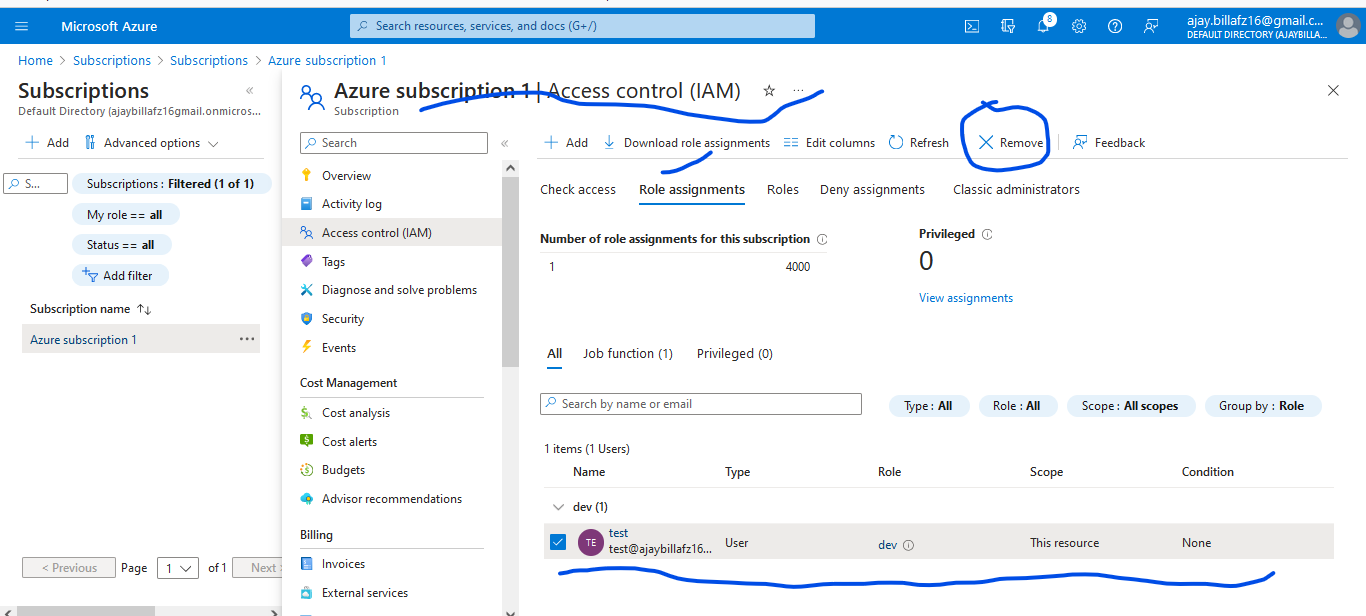 Microsoft Azure
Search resources, services, and docs (G+/)
8
ajay.billafz16@gmail.c...
DEFAULT DIRECTORY (AJAYBILLA...
Home > Subscriptions > Subscriptions > Azure subscription 1
Subscriptions
Default Directory (ajaybillafz16gmail.onmicros...
Add
Advanced options
S...
Subscriptions : Filtered (1 of 1)
My role == all
Status == all
Add filter
Subscription name
Azure subscription 1
< Previous
Page
1
of 1
Next
Azure subscription 1 | Access control (IAM)
Subscription
Search
Overview
Activity log
Access control (IAM)
Tags
Diagnose and solve problems
Security
Events
Cost Management
Cost analysis
Cost alerts
Budgets
Advisor recommendations
Billing
Invoices
External services
Add
Download role assignments
Edit columns
Refresh
Remove
Feedback
Check access
Role assignments
Roles
Deny assignments
Classic administrators
Number of role assignments for this subscription
1
4000
Privileged
0
View assignments
All
Job function (1)
Privileged (0)
Search by name or email
Type : All
Role : All
Scope : All scopes
Group by : Role
1 items (1 Users)
Name Type Role Scope Condition
dev (1)
TE
test
test@ajaybillafz16...
User
dev
This resource
None